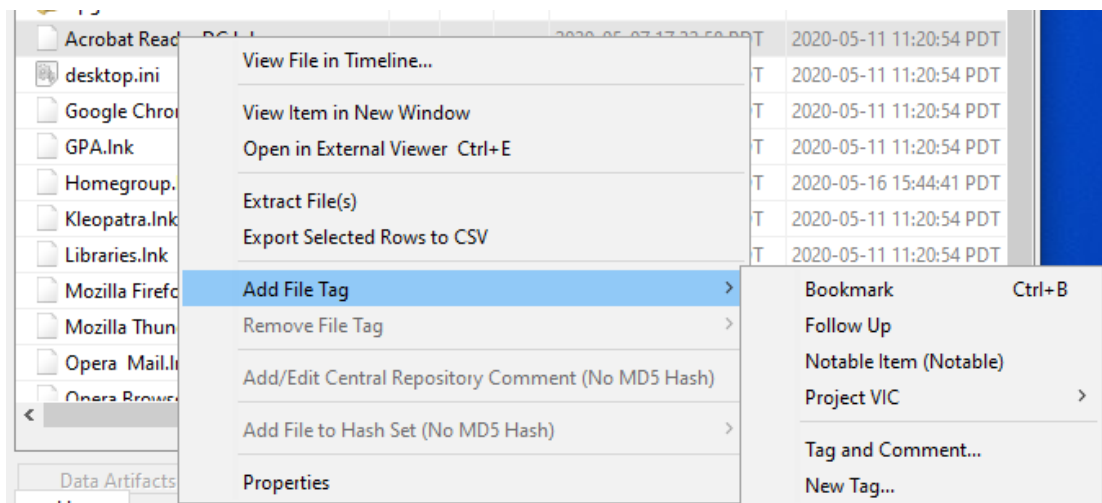 Acrobat Read
2020-05-11 11:20:54 PDT
View File in Timeline...
desktop.ini
2020-05-11 11:20:54 PDT
Google Chro
View Item in New Window
2020-05-11 11:20:54 PDT
GPA.lnk
Open in External Viewer Ctrl+E
2020-05-11 11:20:54 PDT
Homegroup.
Extract File(s)
2020-05-16 15:44:41 PDT
Kleopatra.lnk
Export Selected Rows to CSV
2020-05-11 11:20:54 PDT
Libraries.lnk
2020-05-11 11:20:54 PDT
Mozilla Firefo
Add File Tag >
Mozilla Thun
Remove File Tag >
Opera Mail.l
Add/Edit Central Repository Comment (No MD5 Hash)
Opera Brows
Add File to Hash Set (No MD5 Hash) >
Data Artifacts
Properties
Bookmark Ctrl+B
Follow Up
Notable Item (Notable)
Project VIC >
Tag and Comment...
New Tag...